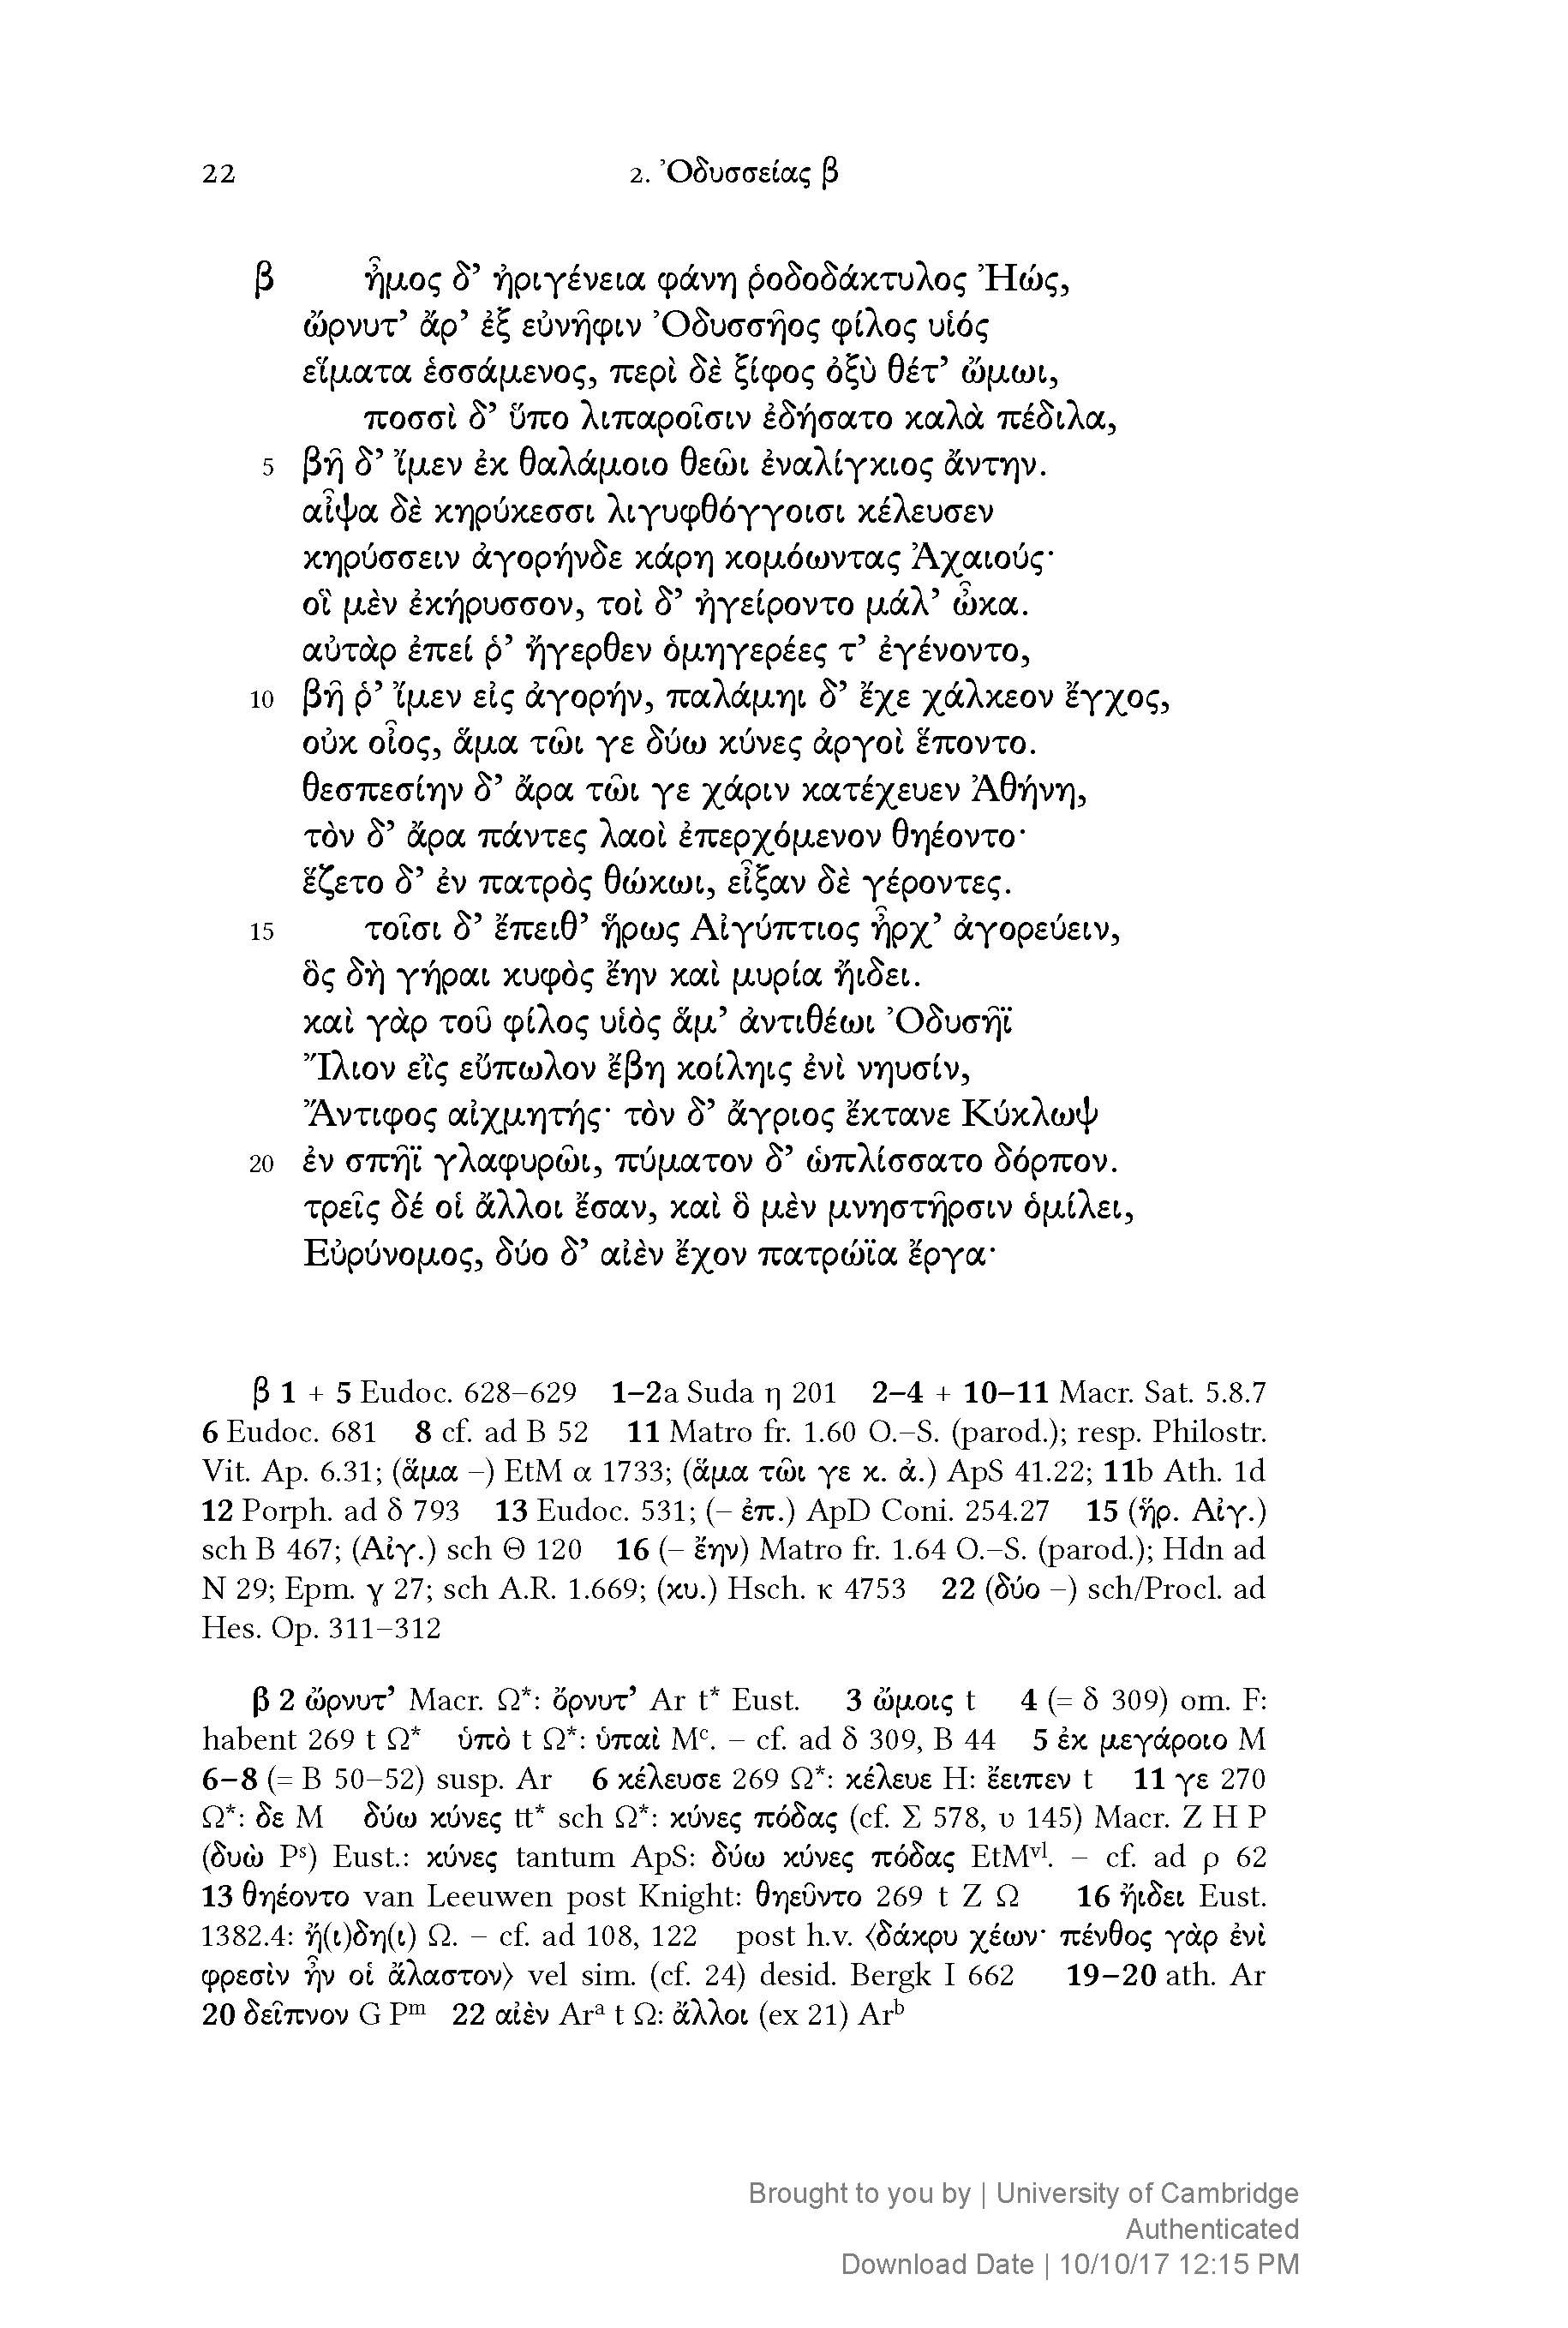 22
2. Ὀδυσσείας β
β ἦμος δ’ ἠριγένεια φάνη ῥοδοδάκτυλος Ἠώς,
ὤρνυτ’ ἄρ’ ἐξ εὐνῆφιν Ὀδυσσῆος φίλος υἱός
εἵματα ἑσσάμενος, περὶ δὲ ξίφος ὀξὺ θέτ’ ὤμωι,
ποσσὶ δ’ ὕπο λιπαροῖσιν ἐδήσατο καλὰ πέδιλα,
5 βῆ δ’ ἴμεν ἐκ θαλάμοιο θεῶι ἐναλίγκιος ἄντην.
αἶψα δὲ κηρύκεσσι λιγυφθόγγοισι κέλευσεν
κηρύσσειν ἀγορήνδε κάρη κομόωντας Ἀχαιούς·
οἳ μὲν ἐκήρυσσον, τοὶ δ’ ἠγείροντο μάλ’ ὦκα.
αὐτὰρ ἐπεί ῥ’ ἤγερθεν ὁμηγερέες τ’ ἐγένοντο,
10 βῆ ῥ’ ἴμεν εἰς ἀγορήν, παλάμηι δ’ ἔχε χάλκεον ἔγχος,
οὐκ οἶος, ἅμα τῶι γε δύω κύνες ἀργοὶ ἕποντο.
θεσπεσίην δ’ ἄρα τῶι γε χάριν κατέχευεν Ἀθήνη,
τὸν δ’ ἄρα πάντες λαοὶ ἐπερχόμενον θηέοντο·
ἕζετο δ’ ἐν πατρὸς θώκωι, εἶξαν δὲ γέροντες.
15 τοῖσι δ’ ἔπειθ’ ἥρως Αἰγύπτιος ἦρχ’ ἀγορεύειν,
ὃς δὴ γήραι κυφὸς ἔην καὶ μυρία ἤιδει.
καὶ γὰρ τοῦ φίλος υἱὸς ἅμ’ ἀντιθέωι Ὀδυσῆϊ
Ἴλιον εἲς εὔπωλον ἔβη κοίληις ἐνὶ νηυσίν,
Ἄντιφος αἰχμητής· τὸν δ’ ἄγριος ἔκτανε Κύκλωψ
20 ἐν σπῆϊ γλαφυρῶι, πύματον δ’ ὡπλίσσατο δόρπον.
τρεῖς δέ οἱ ἄλλοι ἔσαν, καὶ ὃ μὲν μνηστῆρσιν ὁμίλει,
Εὐρύνομος, δύο δ’ αἰὲν ἔχον πατρώϊα ἔργα·
β 1 + 5 Eudoc. 628–629 1–2a Suda η 201 2–4 + 10–11 Macr. Sat. 5.8.7
6 Eudoc. 681 8 cf. ad B 52 11 Matro fr. 1.60 O.–S. (parod.); resp. Philostr.
Vit. Ap. 6.31; (ἅμα –) EtM α 1733; (ἅμα τῶι γε κ. ἀ.) ApS 41.22; 11b Ath. 1d
12 Porph. ad δ 793 13 Eudoc. 531; (– ἐπ.) ApD Coni. 254.27 15 (ἥρ. Αἰγ.)
sch B 467; (Αἰγ.) sch Θ 120 16 (– ἔην) Matro fr. 1.64 O.–S. (parod.); Hdn ad
N 29; Epm. γ 27; sch A.R. 1.669; (κυ.) Hsch. κ 4753 22 (δύο –) sch/Procl. ad
Hes. Op. 311–312
β 2 ὤρνυτ’ Macr. Ω*: ὄρνυτ’ Ar t* Eust. 3 ὤμοις t 4 (= δ 309) om. F:
habent 269 t Ω* ὑπὸ t Ω*: ὑπαὶ Mᶜ. – cf. ad δ 309, B 44 5 ἐκ μεγάροιο M
6–8 (= B 50–52) susp. Ar 6 κέλευσε 269 Ω*: κέλευε H: ἔειπεν t 11 γε 270
Ω*: δε M δύω κύνες tt* sch Ω*: κύνες πόδας (cf. Σ 578, υ 145) Macr. Z H P
(δυὼ Pˢ) Eust.: κύνες tantum ApS: δύω κύνες πόδας EtMᵛˡ. – cf. ad ρ 62
13 θηέοντο van Leeuwen post Knight: θηεῦντο 269 t Z Ω 16 ἤιδει Eust.
1382.4: ἤ(ι)δη(ι) Ω. – cf. ad 108, 122 post h.v. ⟨δάκρυ χέων· πένθος γὰρ ἐνὶ
φρεσὶν ἦν οἱ ἄλαστον⟩ vel sim. (cf. 24) desid. Bergk I 662 19–20 ath. Ar
20 δεῖπνον G Pᵐ 22 αἰὲν Arᵃ t Ω: ἄλλοι (ex 21) Arᵇ
Brought to you by | University of Cambridge
Authenticated
Download Date | 10/10/17 12:15 PM